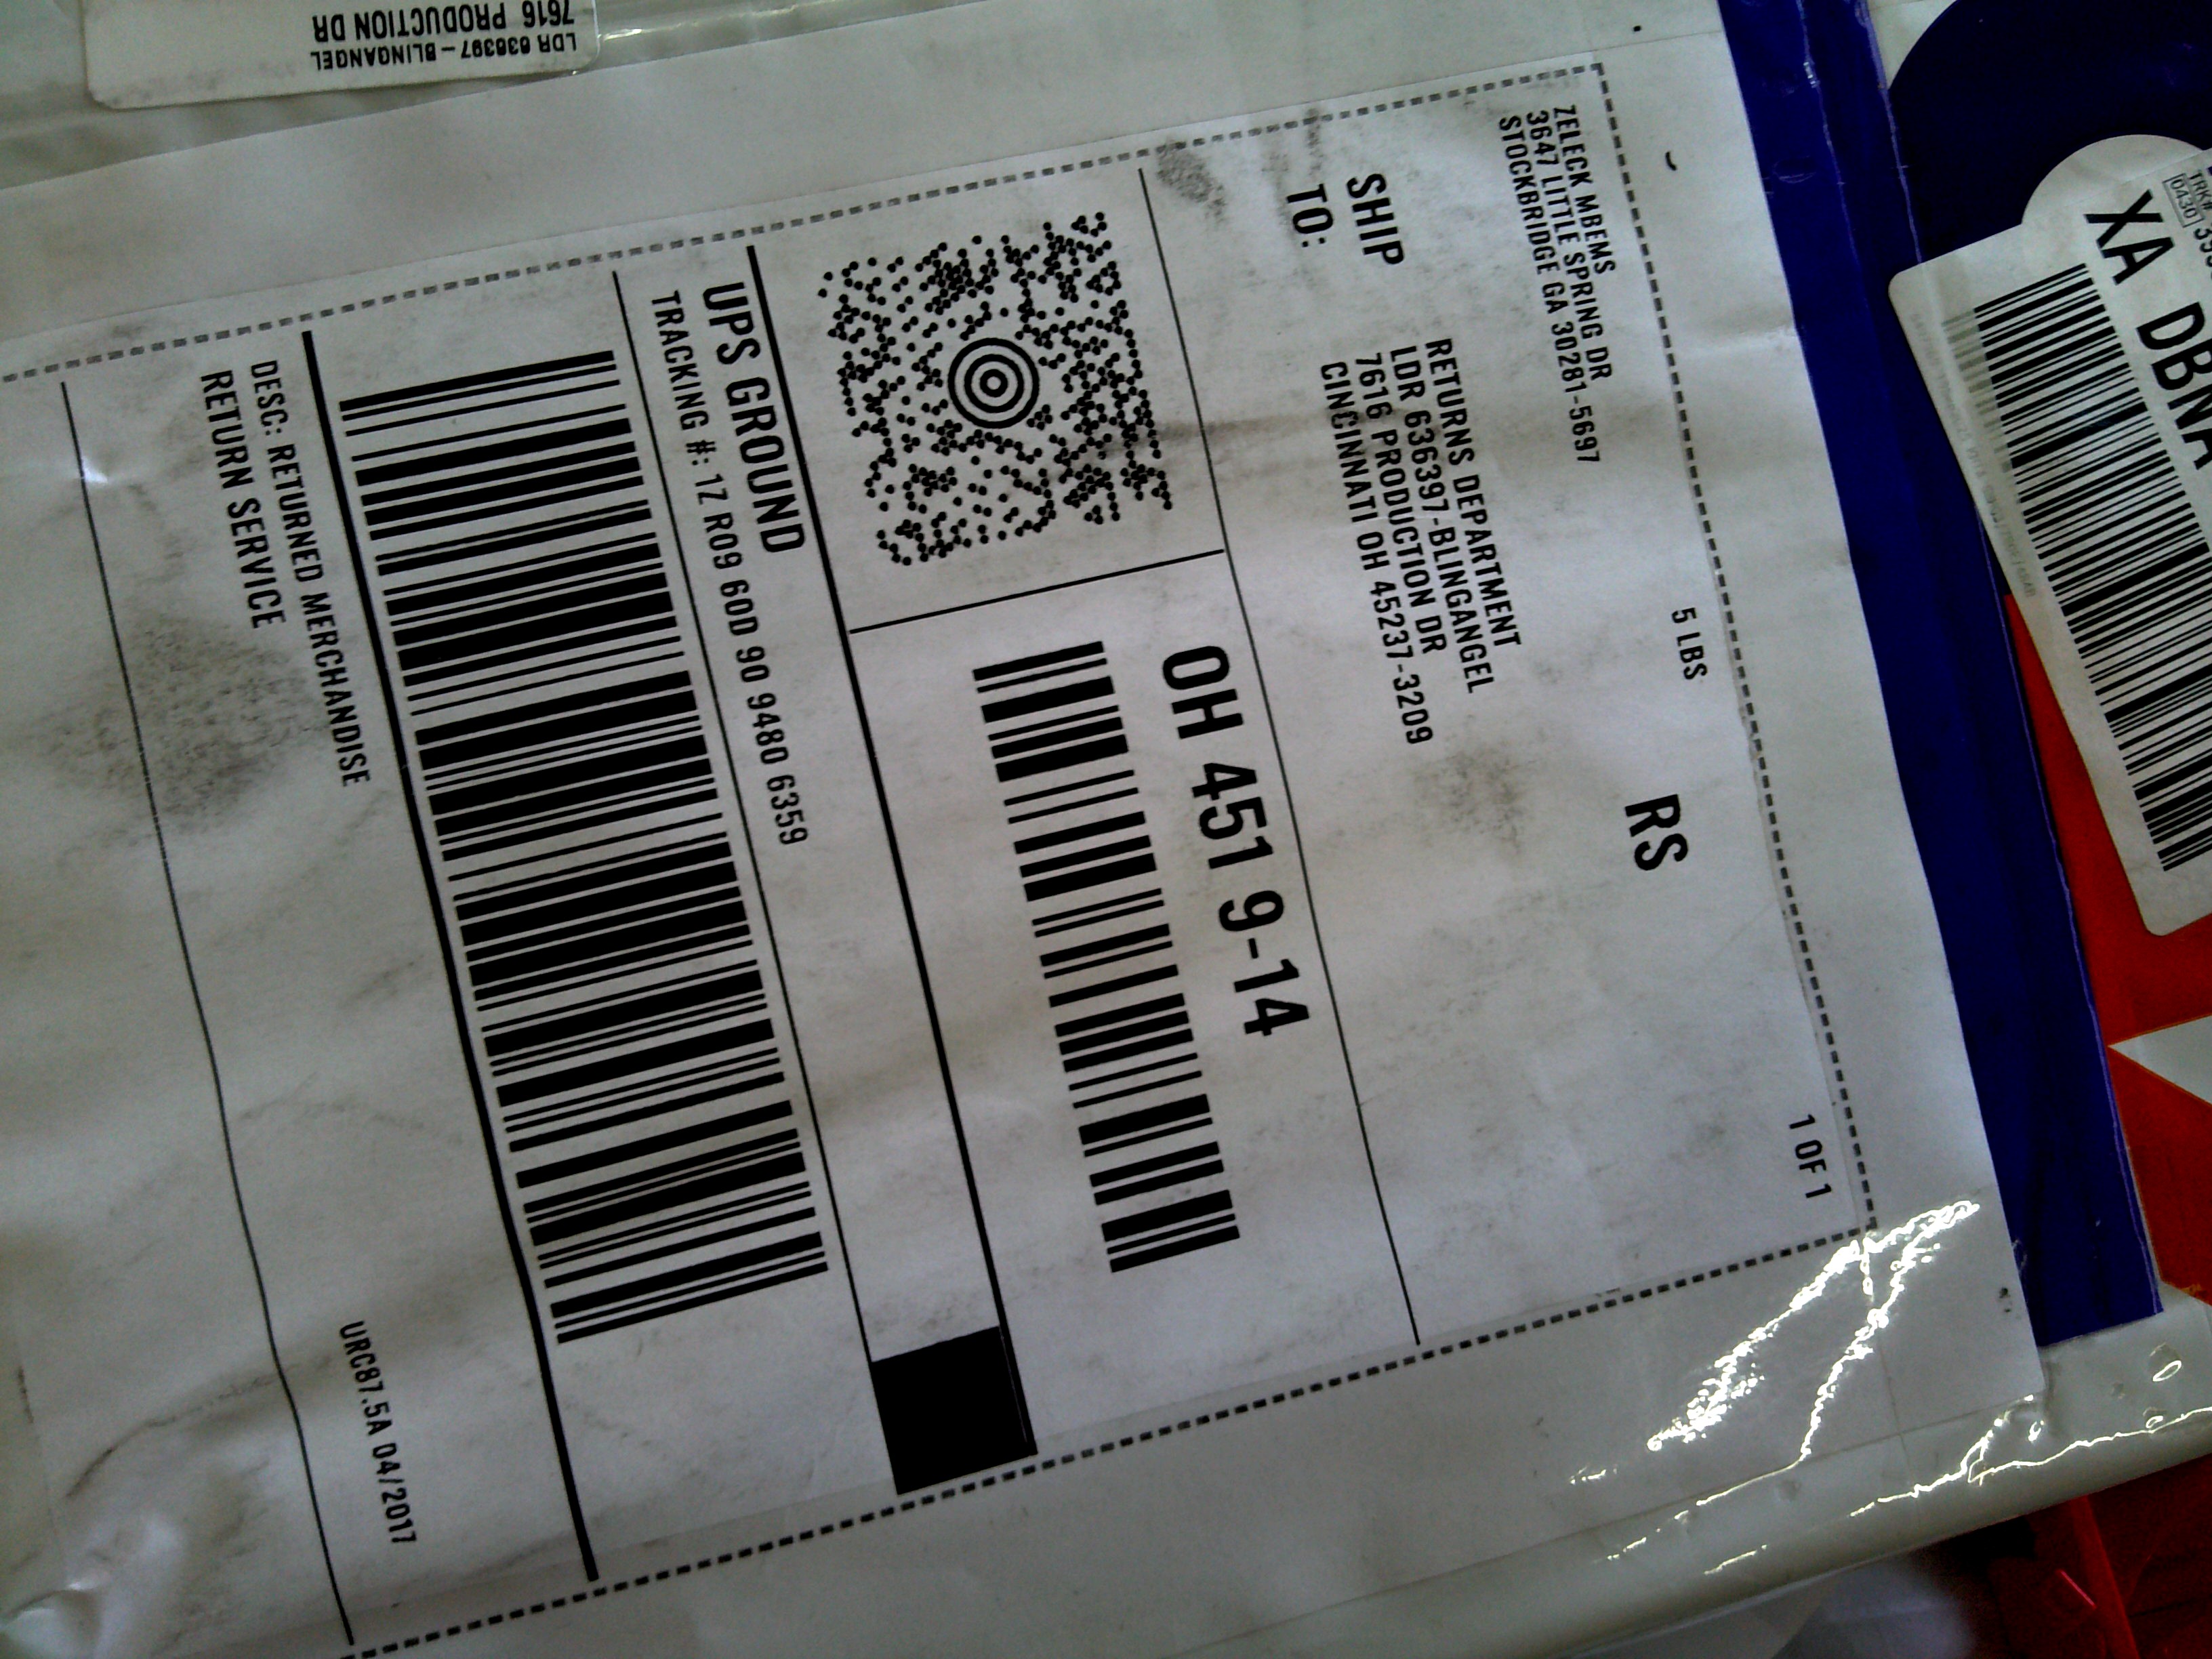 LDR 636397-BLINGANGEL
7616 PRODUCTION DR
ZELECK MBEMS
3647 LITTLE SPRING DR
STOCKBRIDGE GA 30281-5697
5 LBS
RS
1 OF 1
SHIP
TO:
RETURNS DEPARTMENT
LDR 636397-BLINGANGEL
7616 PRODUCTION DR
CINCINNATI OH 45237-3209
OH 451 9-14
UPS GROUND
TRACKING #: 1Z R09 60D 90 9480 6359
DESC: RETURNED MERCHANDISE
RETURN SERVICE
URC87.5A 04/2017
TRK#
0430
XA DBNA